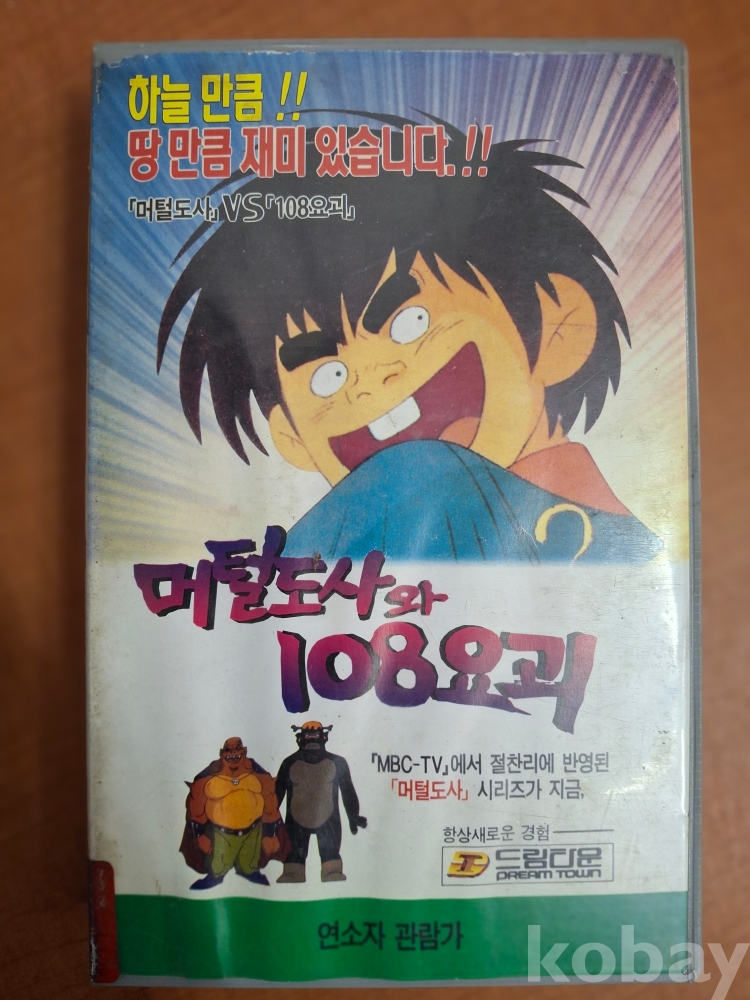 하늘 만큼!!
땅 만큼 재미 있습니다.!!
「머털도사」VS「108요괴」
머털도사와
108요괴
『MBC-TV』에서 절찬리에 반영된
「머털도사」 시리즈가 지금,
항상새로운 경험
드림타운
DREAM TOWN
연소자 관람가
kobay